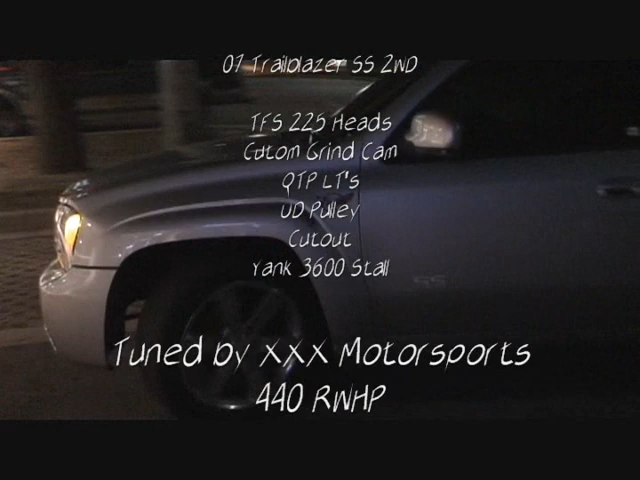 07 Trailblazer SS 2WD
TFS 225 Heads
Cutom Grind Cam
QTP LT's
UD Pulley
Cutout
Yank 3600 Stall
SS
Tuned by XXX Motorsports
440 RWHP